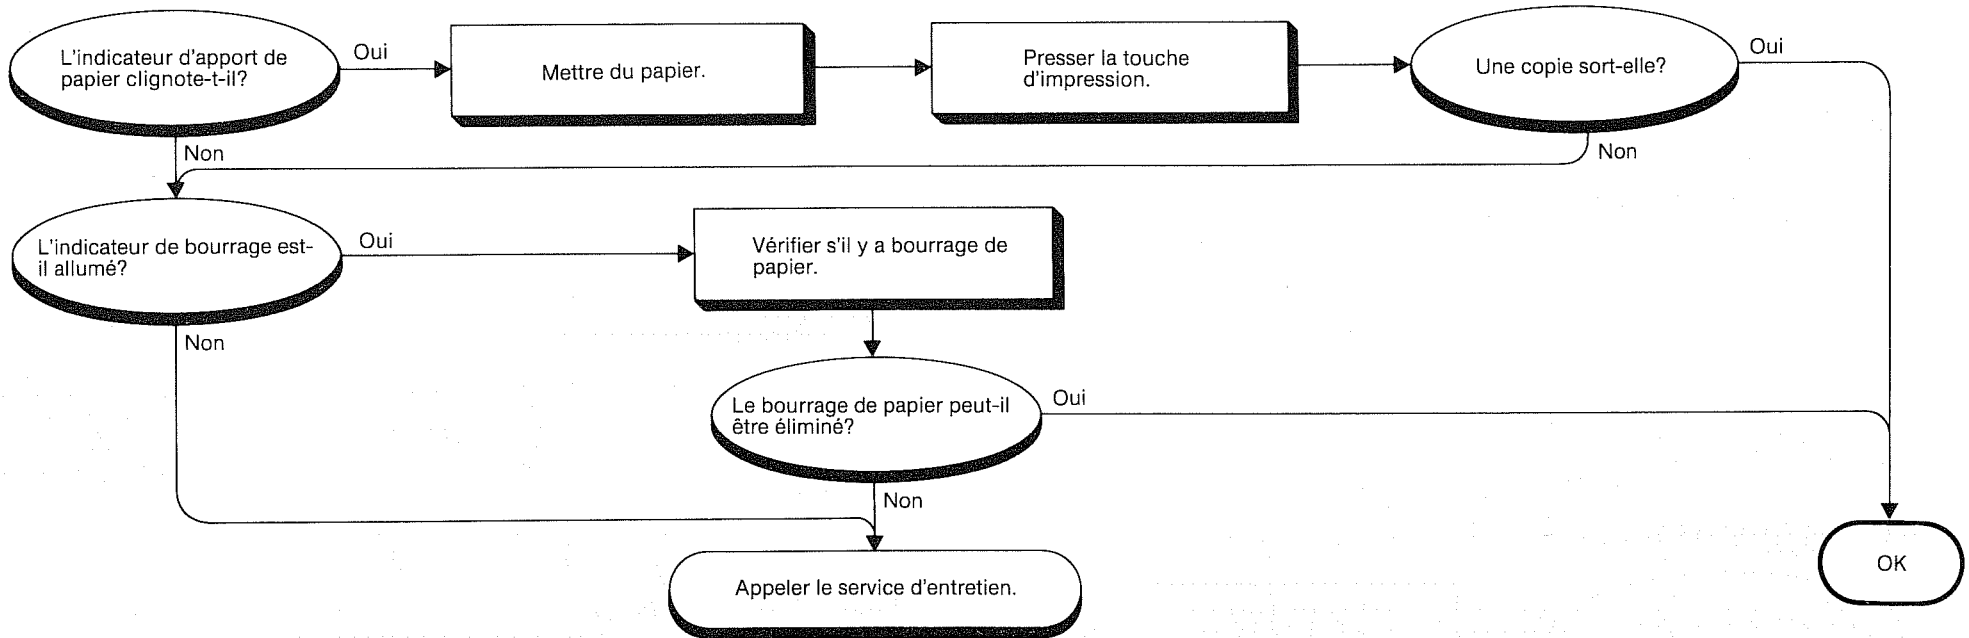 L'indicateur d'apport de
papier clignote-t-il?
Oui
Mettre du papier.
Presser la touche
d'impression.
Une copie sort-elle?
Oui
Non
Non
L'indicateur de bourrage est-
il allumé?
Oui
Vérifier s'il y a bourrage de
papier.
Non
Le bourrage de papier peut-il
être éliminé?
Oui
Non
Appeler le service d'entretien.
OK